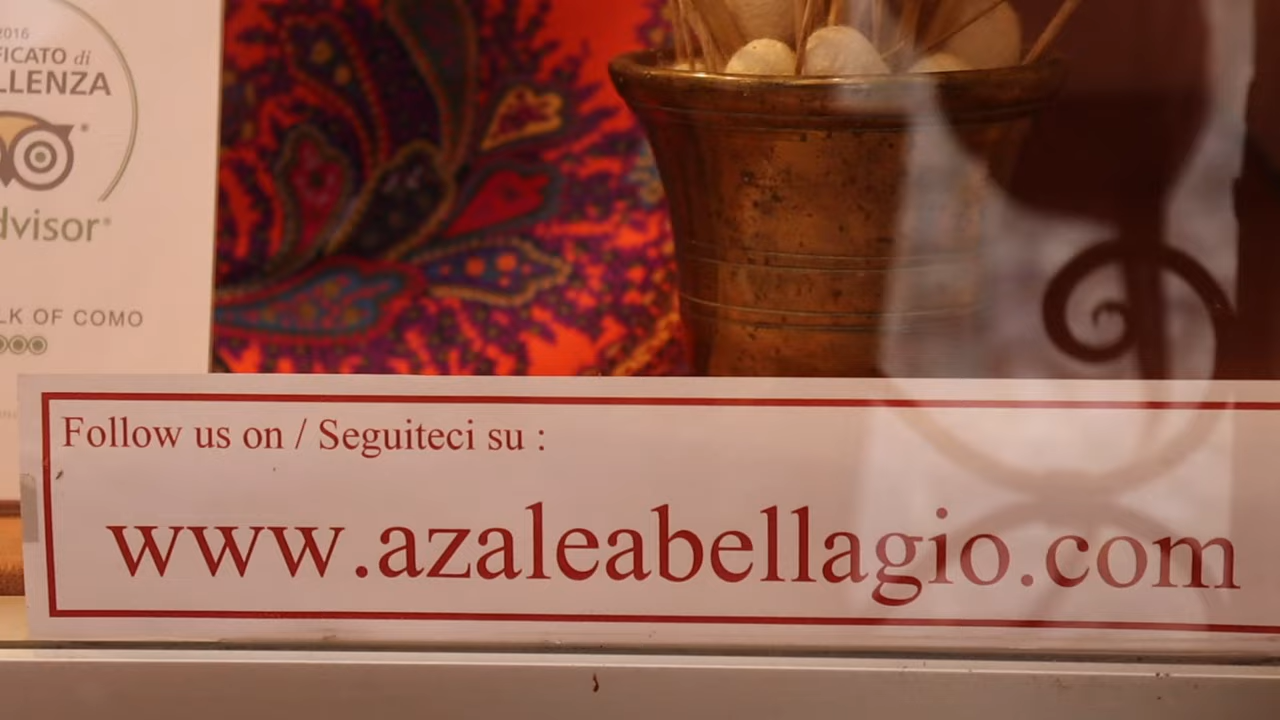 2016
FICATO di
LLENZA
dvisor®
LK OF COMO
Follow us on / Seguiteci su :
www.azaleabellagio.com